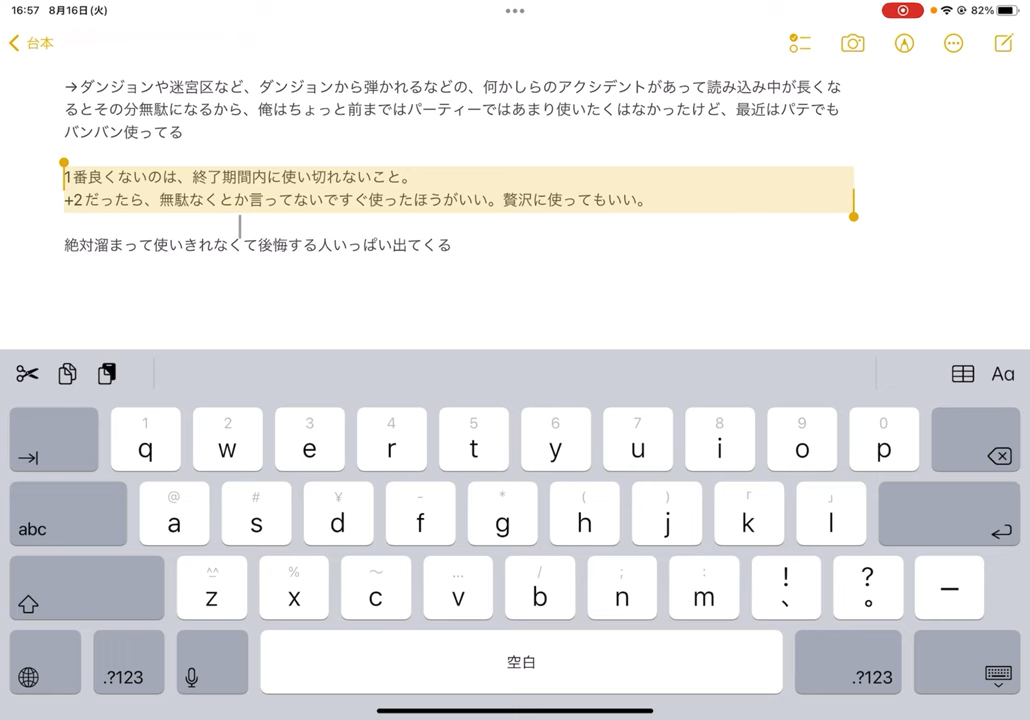 16:57 8月16日(火)
82%
台本
→ダンジョンや迷宮区など、ダンジョンから弾かれるなどの、何かしらのアクシデントがあって読み込み中が長くな
るとその分無駄になるから、俺はちょっと前まではパーティーではあまり使いたくはなかったけど、最近はパテでも
バンバン使ってる
1番良くないのは、終了期間内に使い切れないこと。
+2だったら、無駄なくとか言ってないですぐ使ったほうがいい。贅沢に使ってもいい。
絶対溜まって使いきれなくて後悔する人いっぱい出てくる
Aa
1 2 3 4 5 6 7 8 9 0
q w e r t y u i o p
@ # ¥ - * ( ) 「 」
abc a s d f g h j k l
^^ % 〜 … / ; : ! ?
z x c v b n m 、 。 ー
.?123 空白 .?123